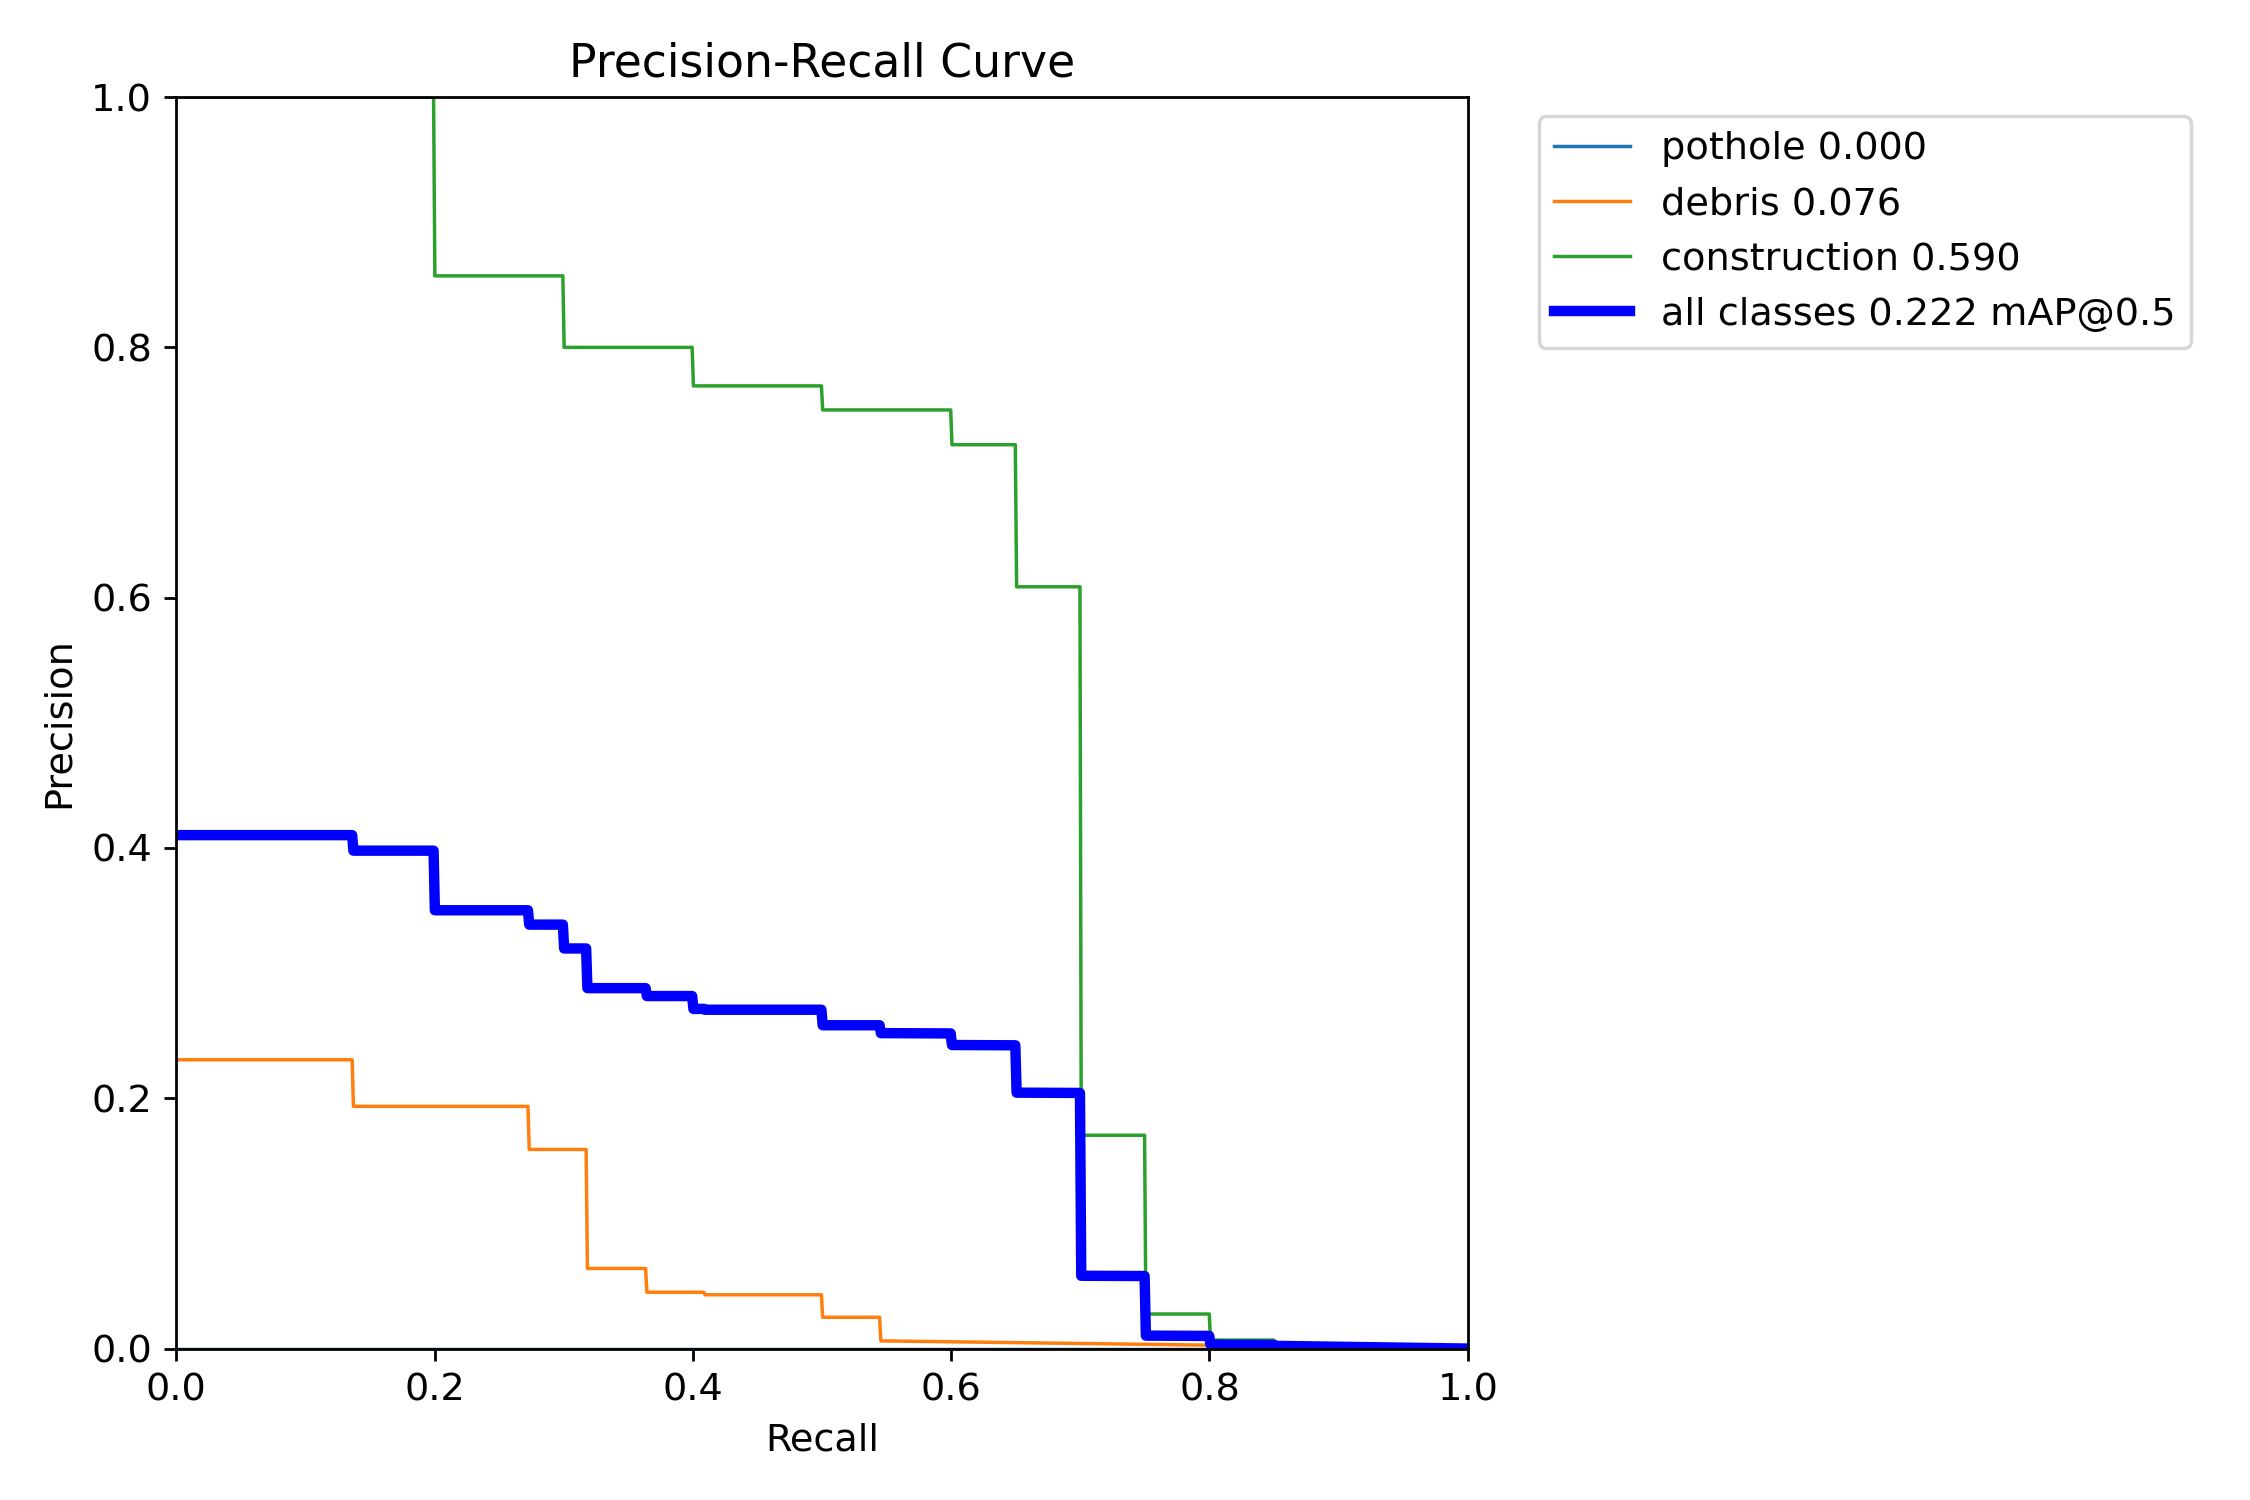 Precision-Recall Curve
1.0
0.8
0.6
0.4
0.2
0.0
Precision
0.0 0.2 0.4 0.6 0.8 1.0
Recall
pothole 0.000
debris 0.076
construction 0.590
all classes 0.222 mAP@0.5